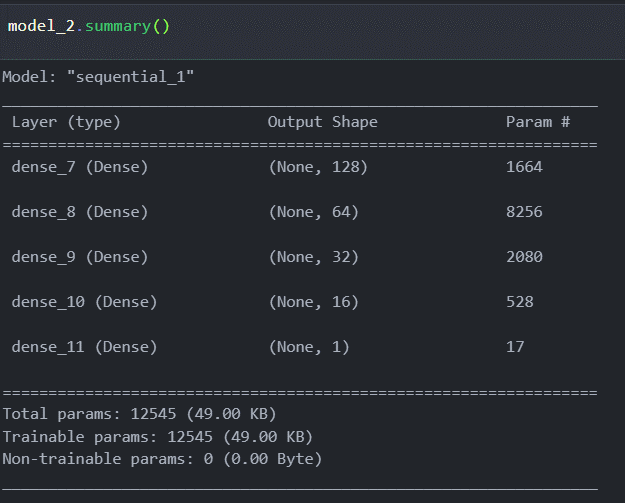 model_2.summary()
Model: "sequential_1"
_________________________________________________________________
Layer (type) Output Shape Param #
=================================================================
dense_7 (Dense) (None, 128) 1664
dense_8 (Dense) (None, 64) 8256
dense_9 (Dense) (None, 32) 2080
dense_10 (Dense) (None, 16) 528
dense_11 (Dense) (None, 1) 17
=================================================================
Total params: 12545 (49.00 KB)
Trainable params: 12545 (49.00 KB)
Non-trainable params: 0 (0.00 Byte)
_________________________________________________________________